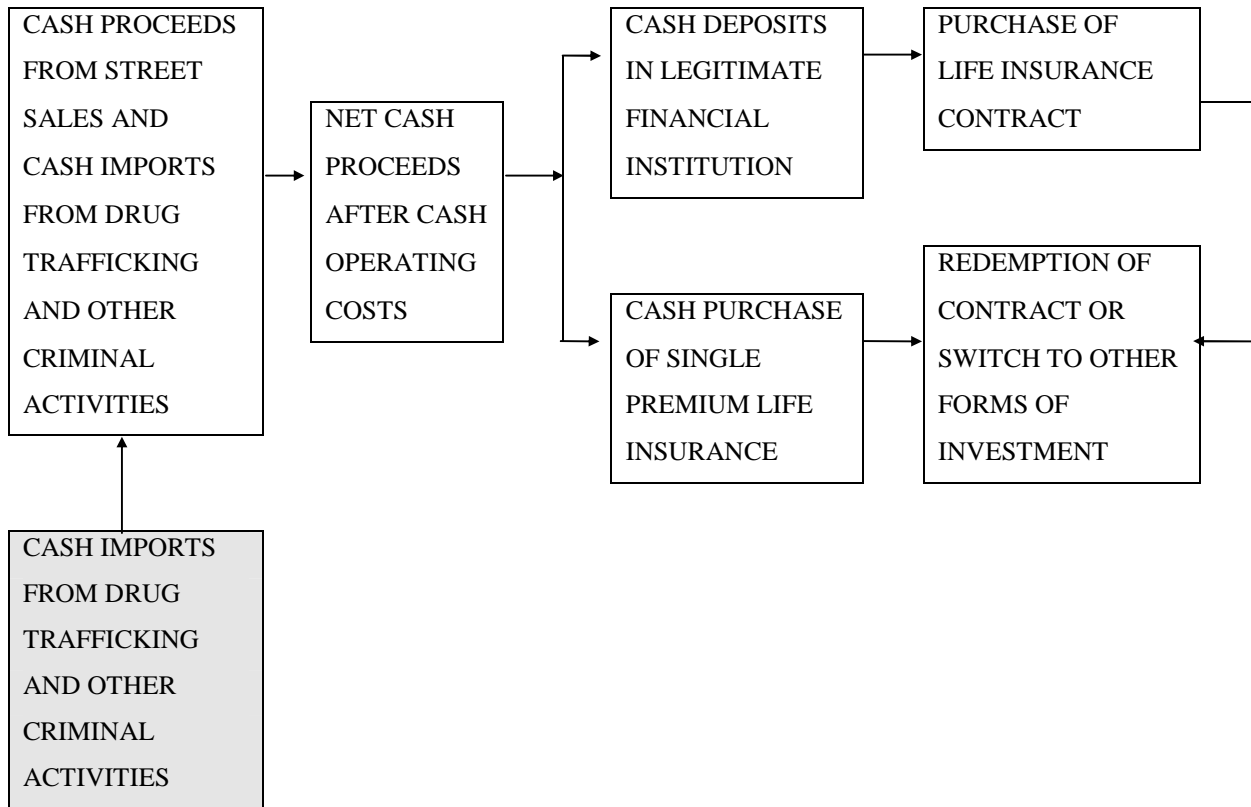 CASH PROCEEDS
FROM STREET
SALES AND
CASH IMPORTS
FROM DRUG
TRAFFICKING
AND OTHER
CRIMINAL
ACTIVITIES
CASH IMPORTS
FROM DRUG
TRAFFICKING
AND OTHER
CRIMINAL
ACTIVITIES
NET CASH
PROCEEDS
AFTER CASH
OPERATING
COSTS
CASH DEPOSITS
IN LEGITIMATE
FINANCIAL
INSTITUTION
PURCHASE OF
LIFE INSURANCE
CONTRACT
CASH PURCHASE
OF SINGLE
PREMIUM LIFE
INSURANCE
REDEMPTION OF
CONTRACT OR
SWITCH TO OTHER
FORMS OF
INVESTMENT